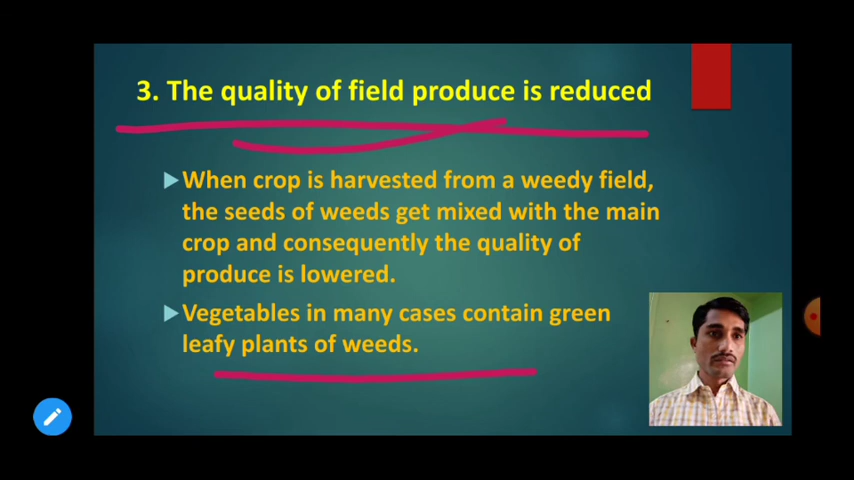 3. The quality of field produce is reduced
When crop is harvested from a weedy field,
the seeds of weeds get mixed with the main
crop and consequently the quality of
produce is lowered.
Vegetables in many cases contain green
leafy plants of weeds.